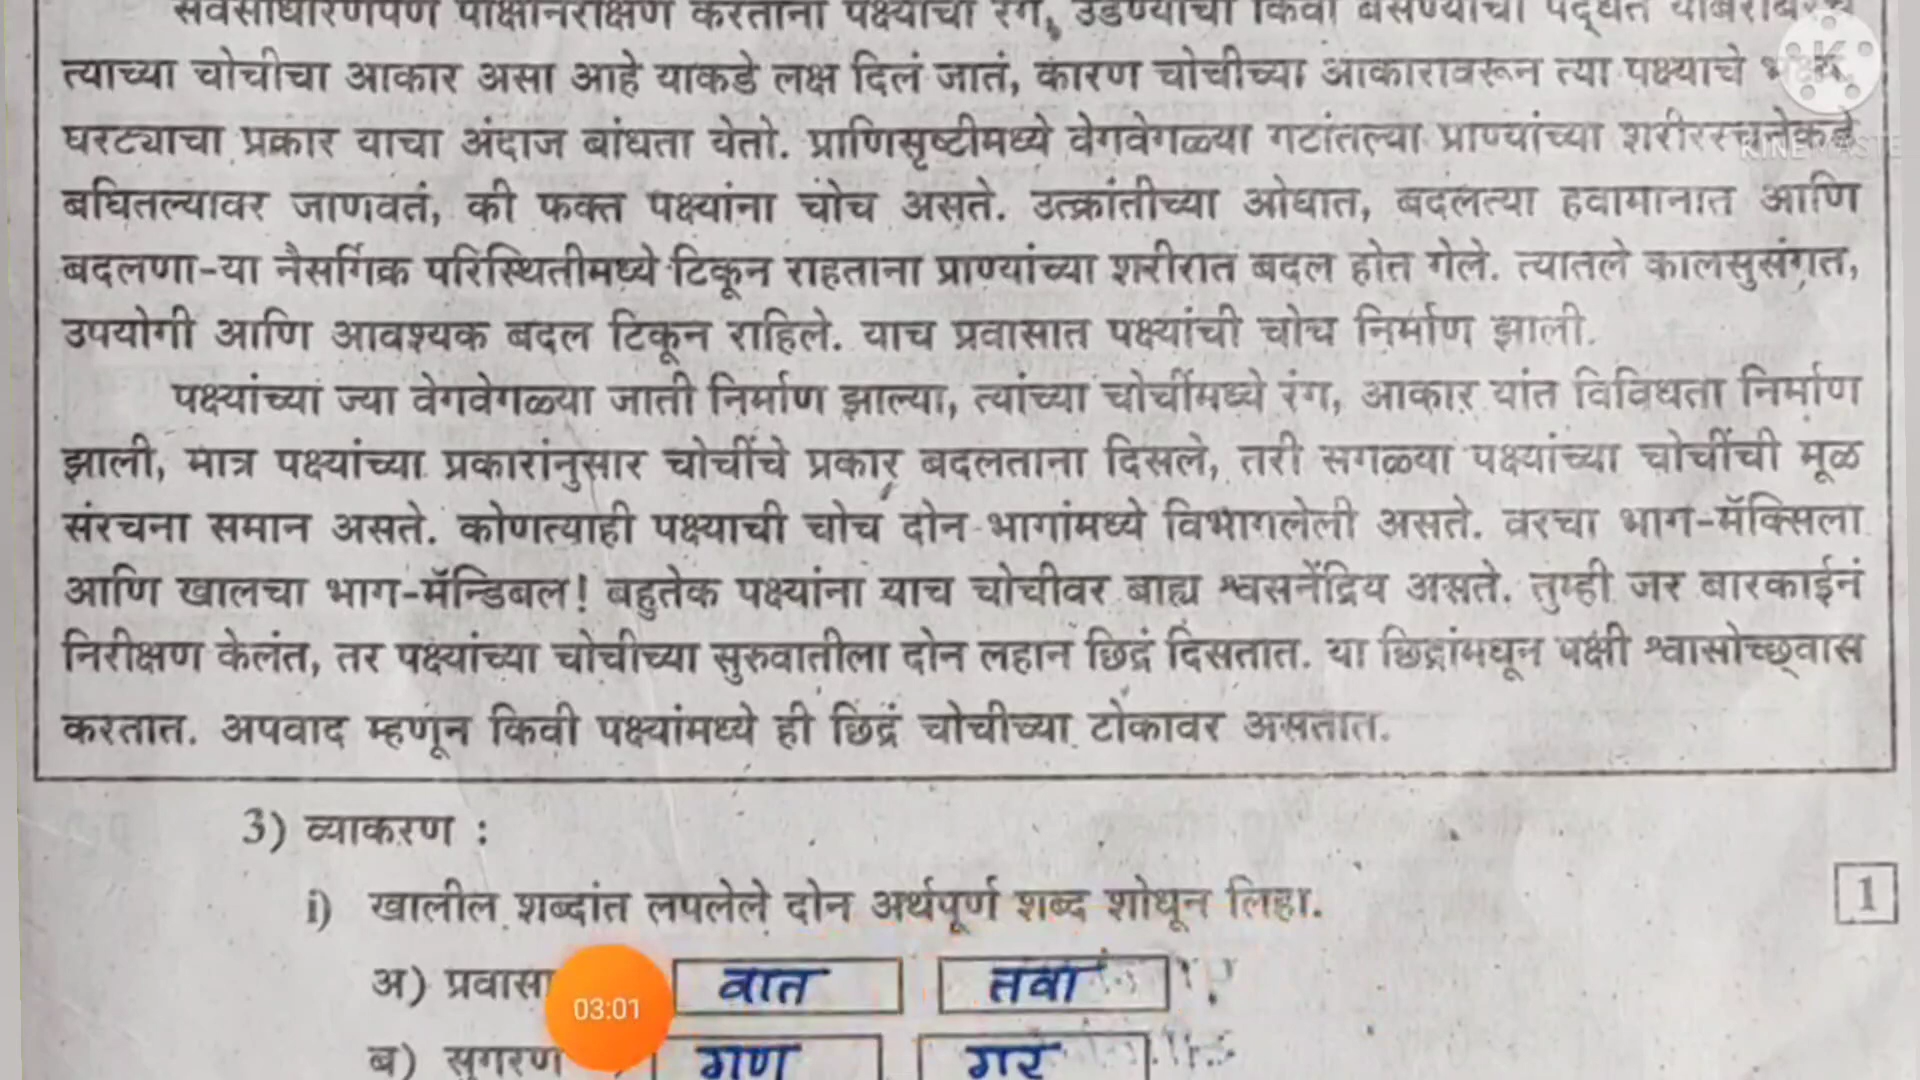 सर्वसाधारणपणे पक्षीनिरीक्षण करताना पक्ष्यांचा रंग, उडण्याची किंवा बसण्याची पद्धत यांबरोबरच
त्याच्या चोचीचा आकार असा आहे याकडे लक्ष दिलं जातं, कारण चोचीच्या आकारावरून त्या पक्ष्याचे भक्ष्य,
घरट्याचा प्रकार याचा अंदाज बांधता येतो. प्राणिसृष्टीमध्ये वेगवेगळ्या गटांतल्या प्राण्यांच्या शरीररचनेकडे
बघितल्यावर जाणवतं, की फक्त पक्ष्यांना चोच असते. उत्क्रांतीच्या ओघात, बदलत्या हवामानात आणि
बदलणा-या नैसर्गिक परिस्थितीमध्ये टिकून राहताना प्राण्यांच्या शरीरात बदल होत गेले. त्यातले कालसुसंगत,
उपयोगी आणि आवश्यक बदल टिकून राहिले. याच प्रवासात पक्ष्यांची चोच निर्माण झाली.
पक्ष्यांच्या ज्या वेगवेगळ्या जाती निर्माण झाल्या, त्यांच्या चोचींमध्ये रंग, आकार यांत विविधता निर्माण
झाली, मात्र पक्ष्यांच्या प्रकारांनुसार चोचींचे प्रकार बदलताना दिसले, तरी सगळ्या पक्ष्यांच्या चोचींची मूळ
संरचना समान असते. कोणत्याही पक्ष्याची चोच दोन भागांमध्ये विभागलेली असते. वरचा भाग-मॅक्सिला
आणि खालचा भाग-मॅन्डिबल! बहुतेक पक्ष्यांना याच चोचीवर बाह्य श्वसनेंद्रिय असते. तुम्ही जर बारकाईनं
निरीक्षण केलंत, तर पक्ष्यांच्या चोचीच्या सुरुवातीला दोन लहान छिद्रं दिसतात. या छिद्रांमधून पक्षी श्वासोच्छ्वास
करतात. अपवाद म्हणून किवी पक्ष्यांमध्ये ही छिद्रं चोचीच्या टोकावर असतात.
3) व्याकरण :
i) खालील शब्दांत लपलेले दोन अर्थपूर्ण शब्द शोधून लिहा. 1
अ) प्रवासा वात तवा
03:01
ब) सुगरण गण गर
K
KINEMASTER